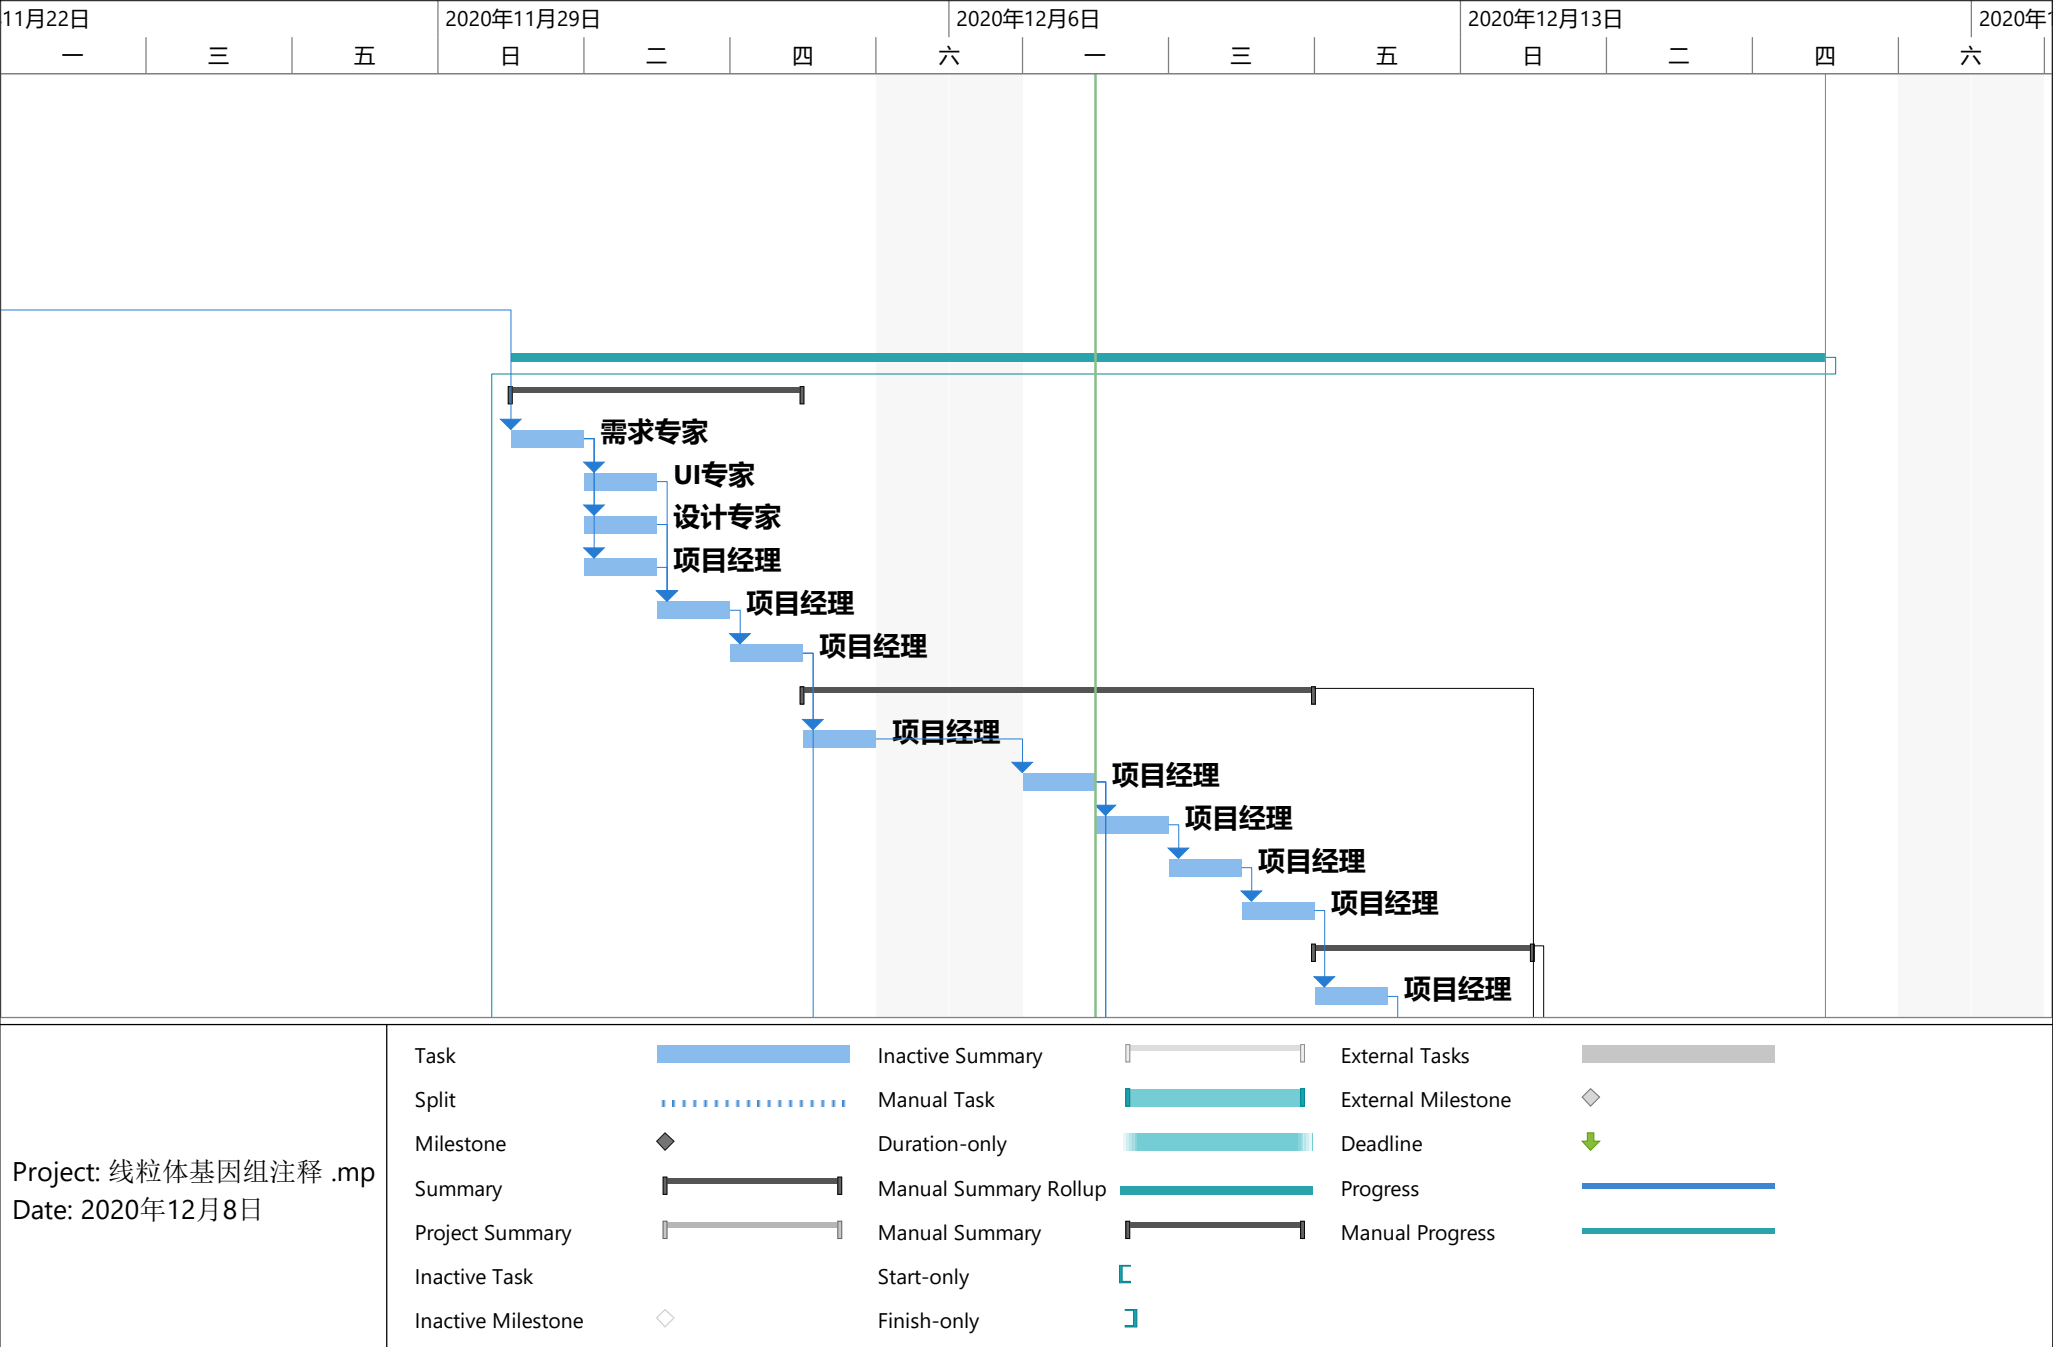 11月22日 2020年11月29日 2020年12月6日 2020年12月13日 2020年
一 三 五 日 二 四 六 一 三 五 日 二 四 六
需求专家
UI专家
设计专家
项目经理
项目经理
项目经理
项目经理
项目经理
项目经理
项目经理
项目经理
项目经理
Project: 线粒体基因组注释 .mp
Date: 2020年12月8日
Task
Split
Milestone
Summary
Project Summary
Inactive Task
Inactive Milestone
Inactive Summary
Manual Task
Duration-only
Manual Summary Rollup
Manual Summary
Start-only
Finish-only
External Tasks
External Milestone
Deadline
Progress
Manual Progress